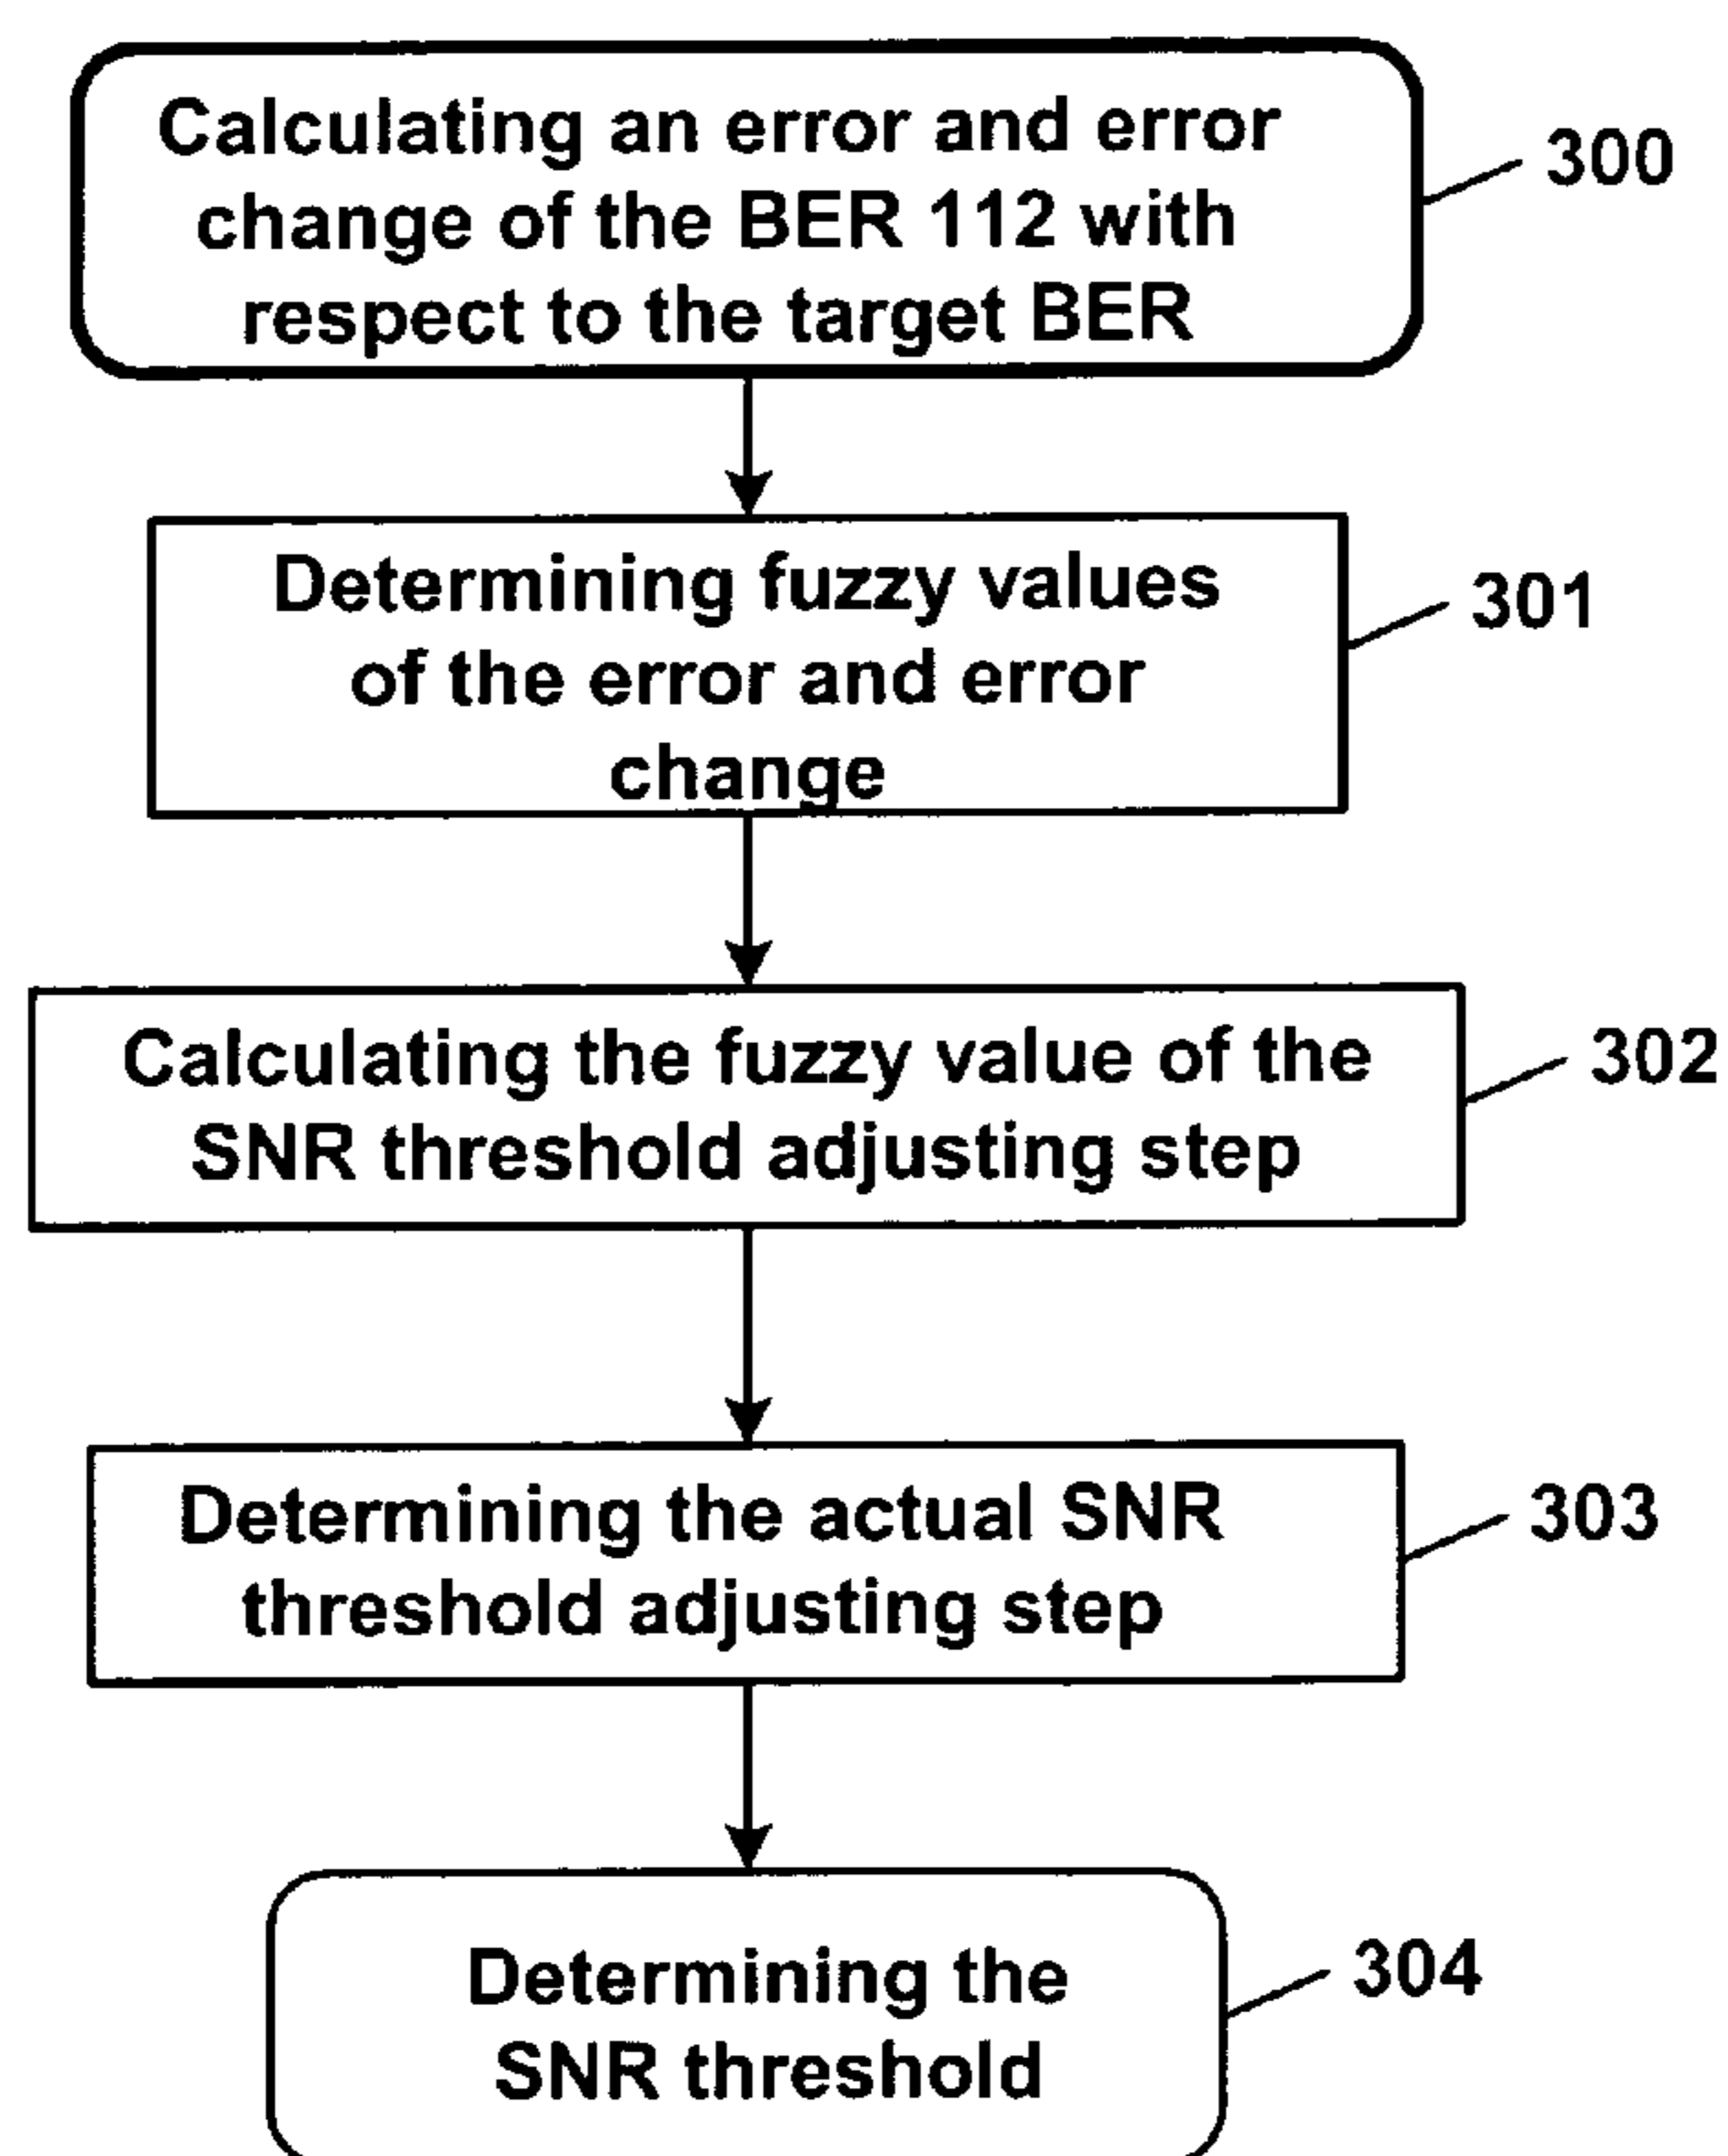 Calculating an error and error
change of the BER 112 with
respect to the target BER
300
Determining fuzzy values
of the error and error
change
301
Calculating the fuzzy value of the
SNR threshold adjusting step
302
Determining the actual SNR
threshold adjusting step
303
Determining the
SNR threshold
304